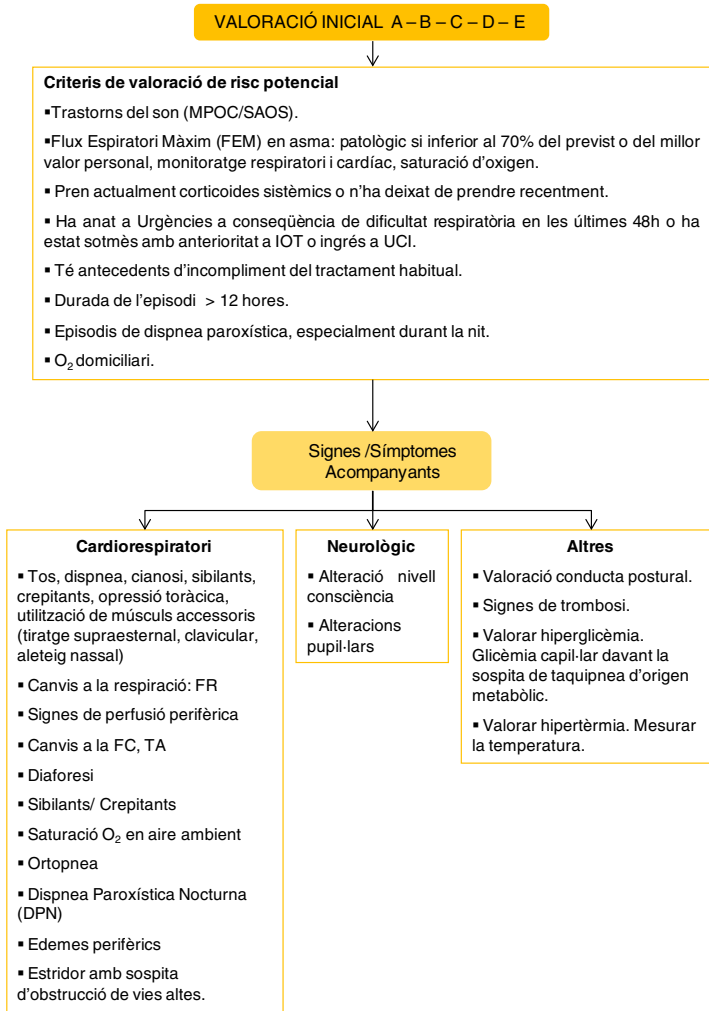 VALORACIÓ INICIAL A – B – C – D – E
Criteris de valoració de risc potencial
▪Trastorns del son (MPOC/SAOS).
▪Flux Espiratori Màxim (FEM) en asma: patològic si inferior al 70% del previst o del millor
valor personal, monitoratge respiratori i cardíac, saturació d’oxigen.
▪ Pren actualment corticoides sistèmics o n’ha deixat de prendre recentment.
▪ Ha anat a Urgències a conseqüència de dificultat respiratòria en les últimes 48h o ha
estat sotmès amb anterioritat a IOT o ingrés a UCI.
▪ Té antecedents d’incompliment del tractament habitual.
▪ Durada de l’episodi > 12 hores.
▪ Episodis de dispnea paroxística, especialment durant la nit.
▪ O₂ domiciliari.
Signes /Símptomes
Acompanyants
Cardiorespiratori
▪ Tos, dispnea, cianosi, sibilants,
crepitants, opressió toràcica,
utilització de músculs accessoris
(tiratge supraesternal, clavicular,
aleteig nassal)
▪ Canvis a la respiració: FR
▪ Signes de perfusió perifèrica
▪ Canvis a la FC, TA
▪ Diaforesi
▪ Sibilants/ Crepitants
▪ Saturació O₂ en aire ambient
▪ Ortopnea
▪ Dispnea Paroxística Nocturna
(DPN)
▪ Edemes perifèrics
▪ Estridor amb sospita
d’obstrucció de vies altes.
Neurològic
▪ Alteració nivell
consciència
▪ Alteracions
pupil·lars
Altres
▪ Valoració conducta postural.
▪ Signes de trombosi.
▪ Valorar hiperglicèmia.
Glicèmia capil·lar davant la
sospita de taquipnea d’origen
metabòlic.
▪ Valorar hipertèrmia. Mesurar
la temperatura.